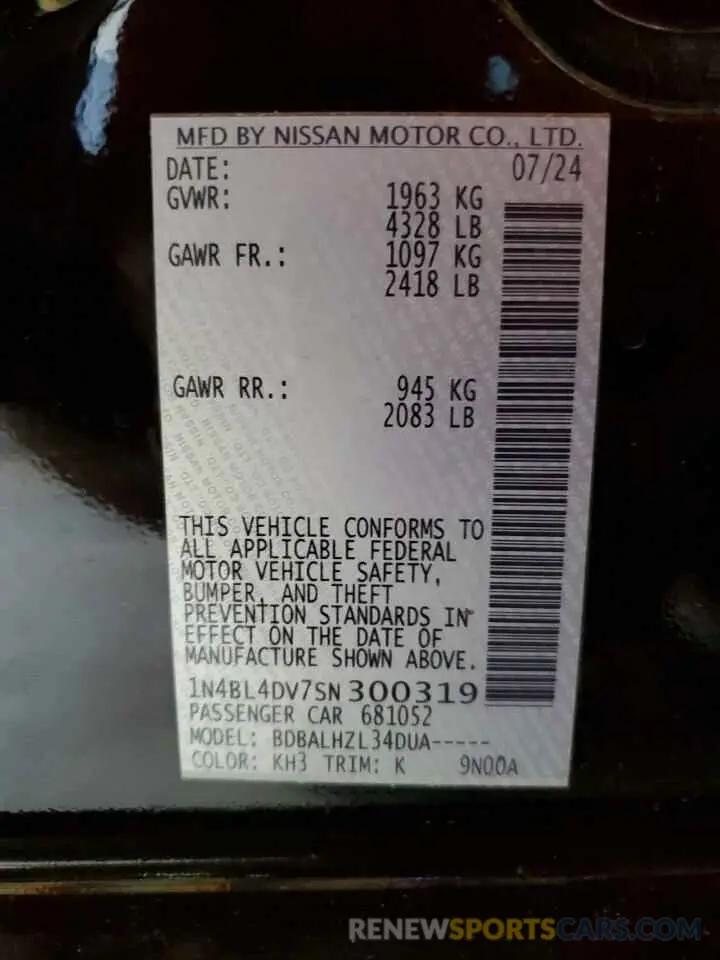 MFD BY NISSAN MOTOR CO., LTD.
DATE: 07/24
GVWR: 1963 KG
4328 LB
GAWR FR.: 1097 KG
2418 LB
GAWR RR.: 945 KG
2083 LB
THIS VEHICLE CONFORMS TO
ALL APPLICABLE FEDERAL
MOTOR VEHICLE SAFETY,
BUMPER, AND THEFT
PREVENTION STANDARDS IN
EFFECT ON THE DATE OF
MANUFACTURE SHOWN ABOVE.
1N4BL4DV7SN300319
PASSENGER CAR 681052
MODEL: BDBALHZL34DUA-----
COLOR: KH3 TRIM: K 9N00A
RENEWSPORTSCARS.COM